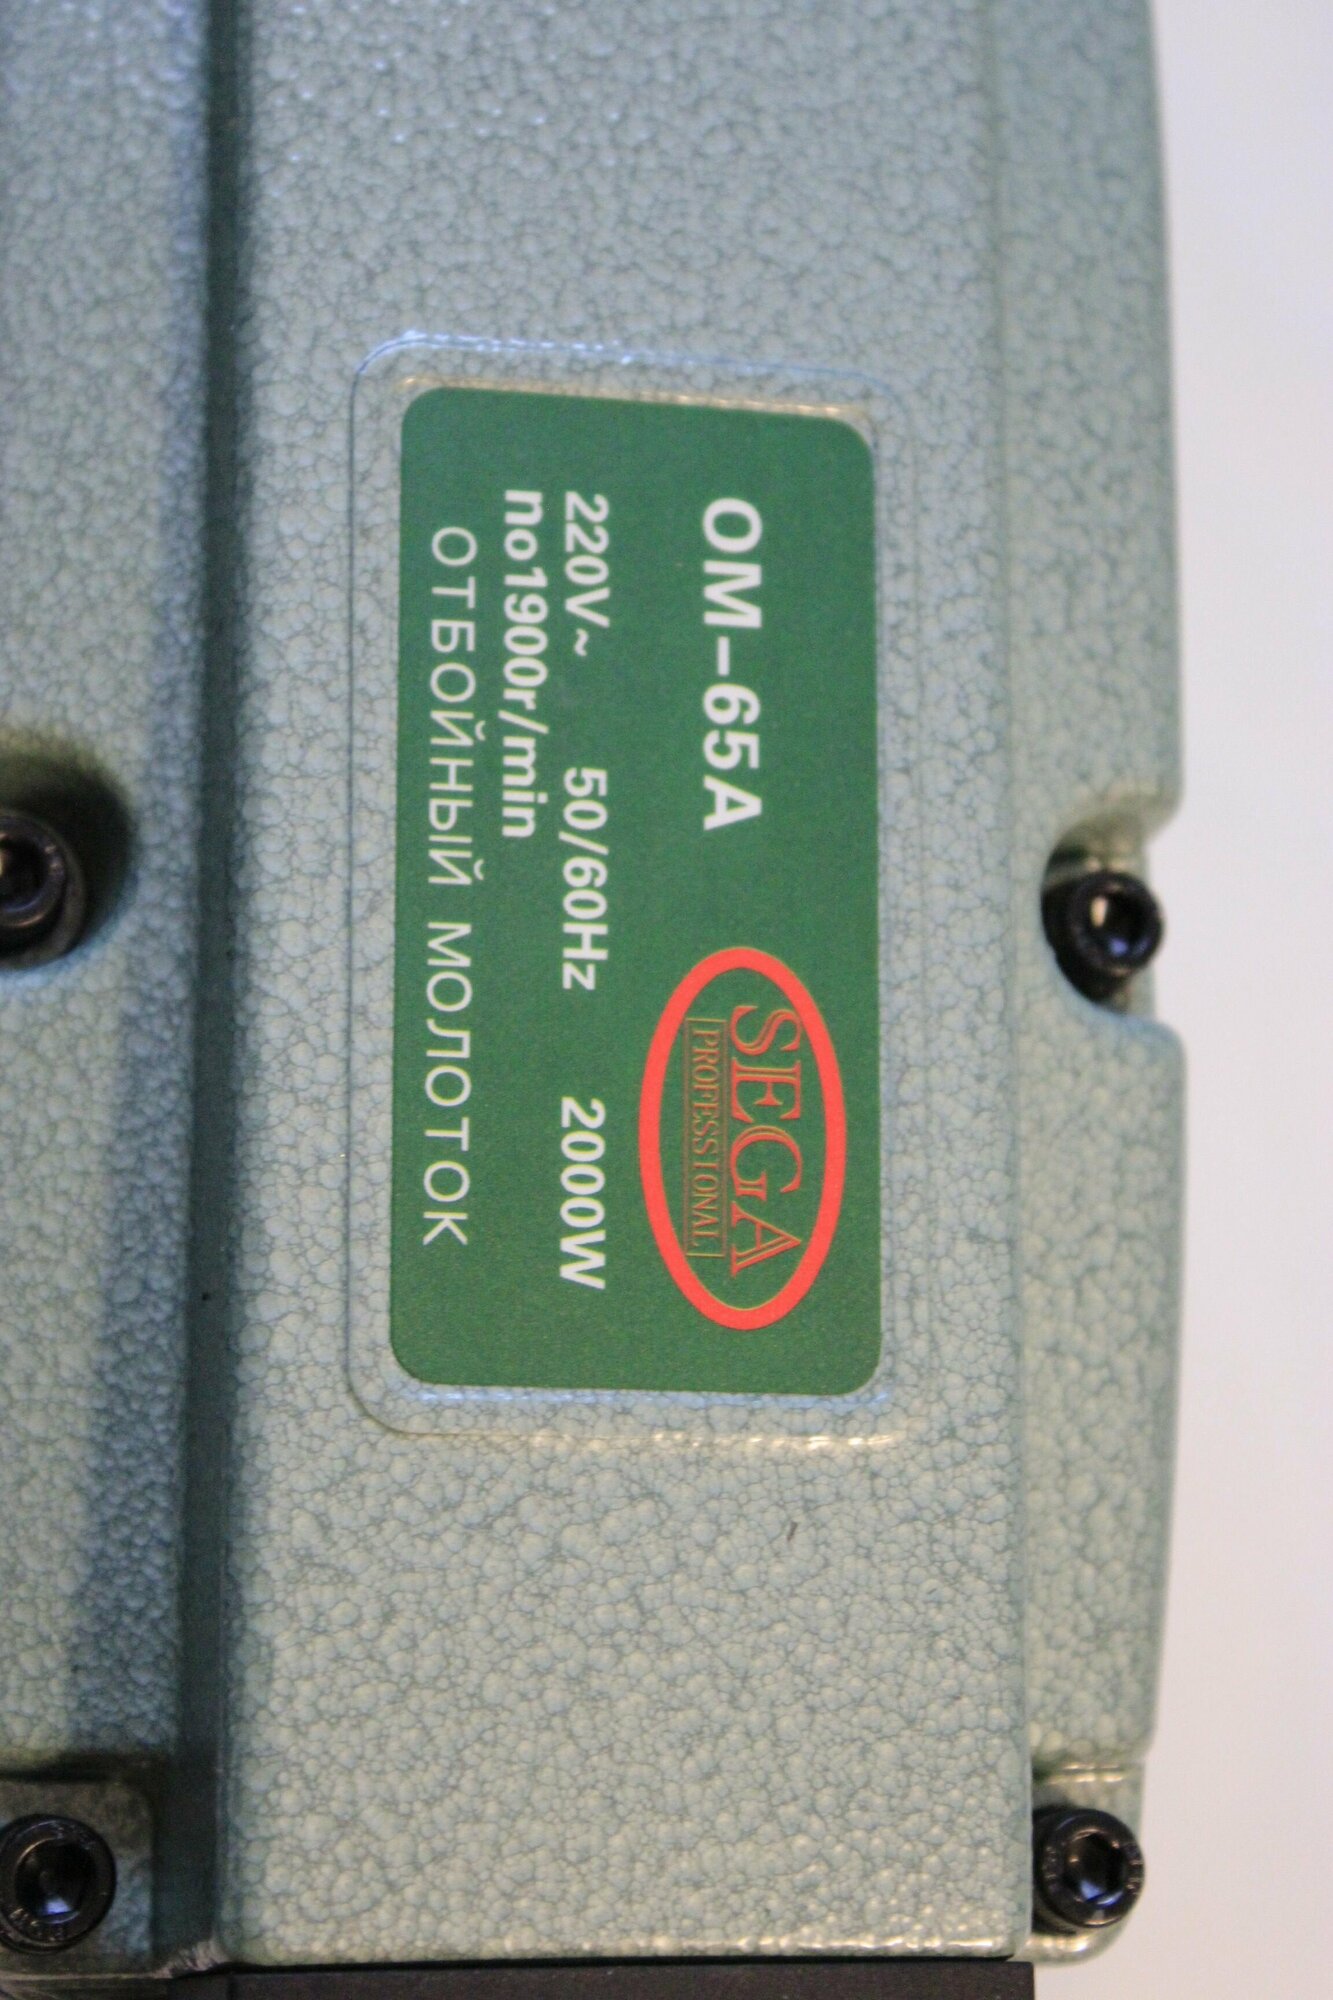 OM-65A
SEGA
PROFESSIONAL
220V~ 50/60Hz 2000W
no1900r/min
ОТБОЙНЫЙ МОЛОТОК